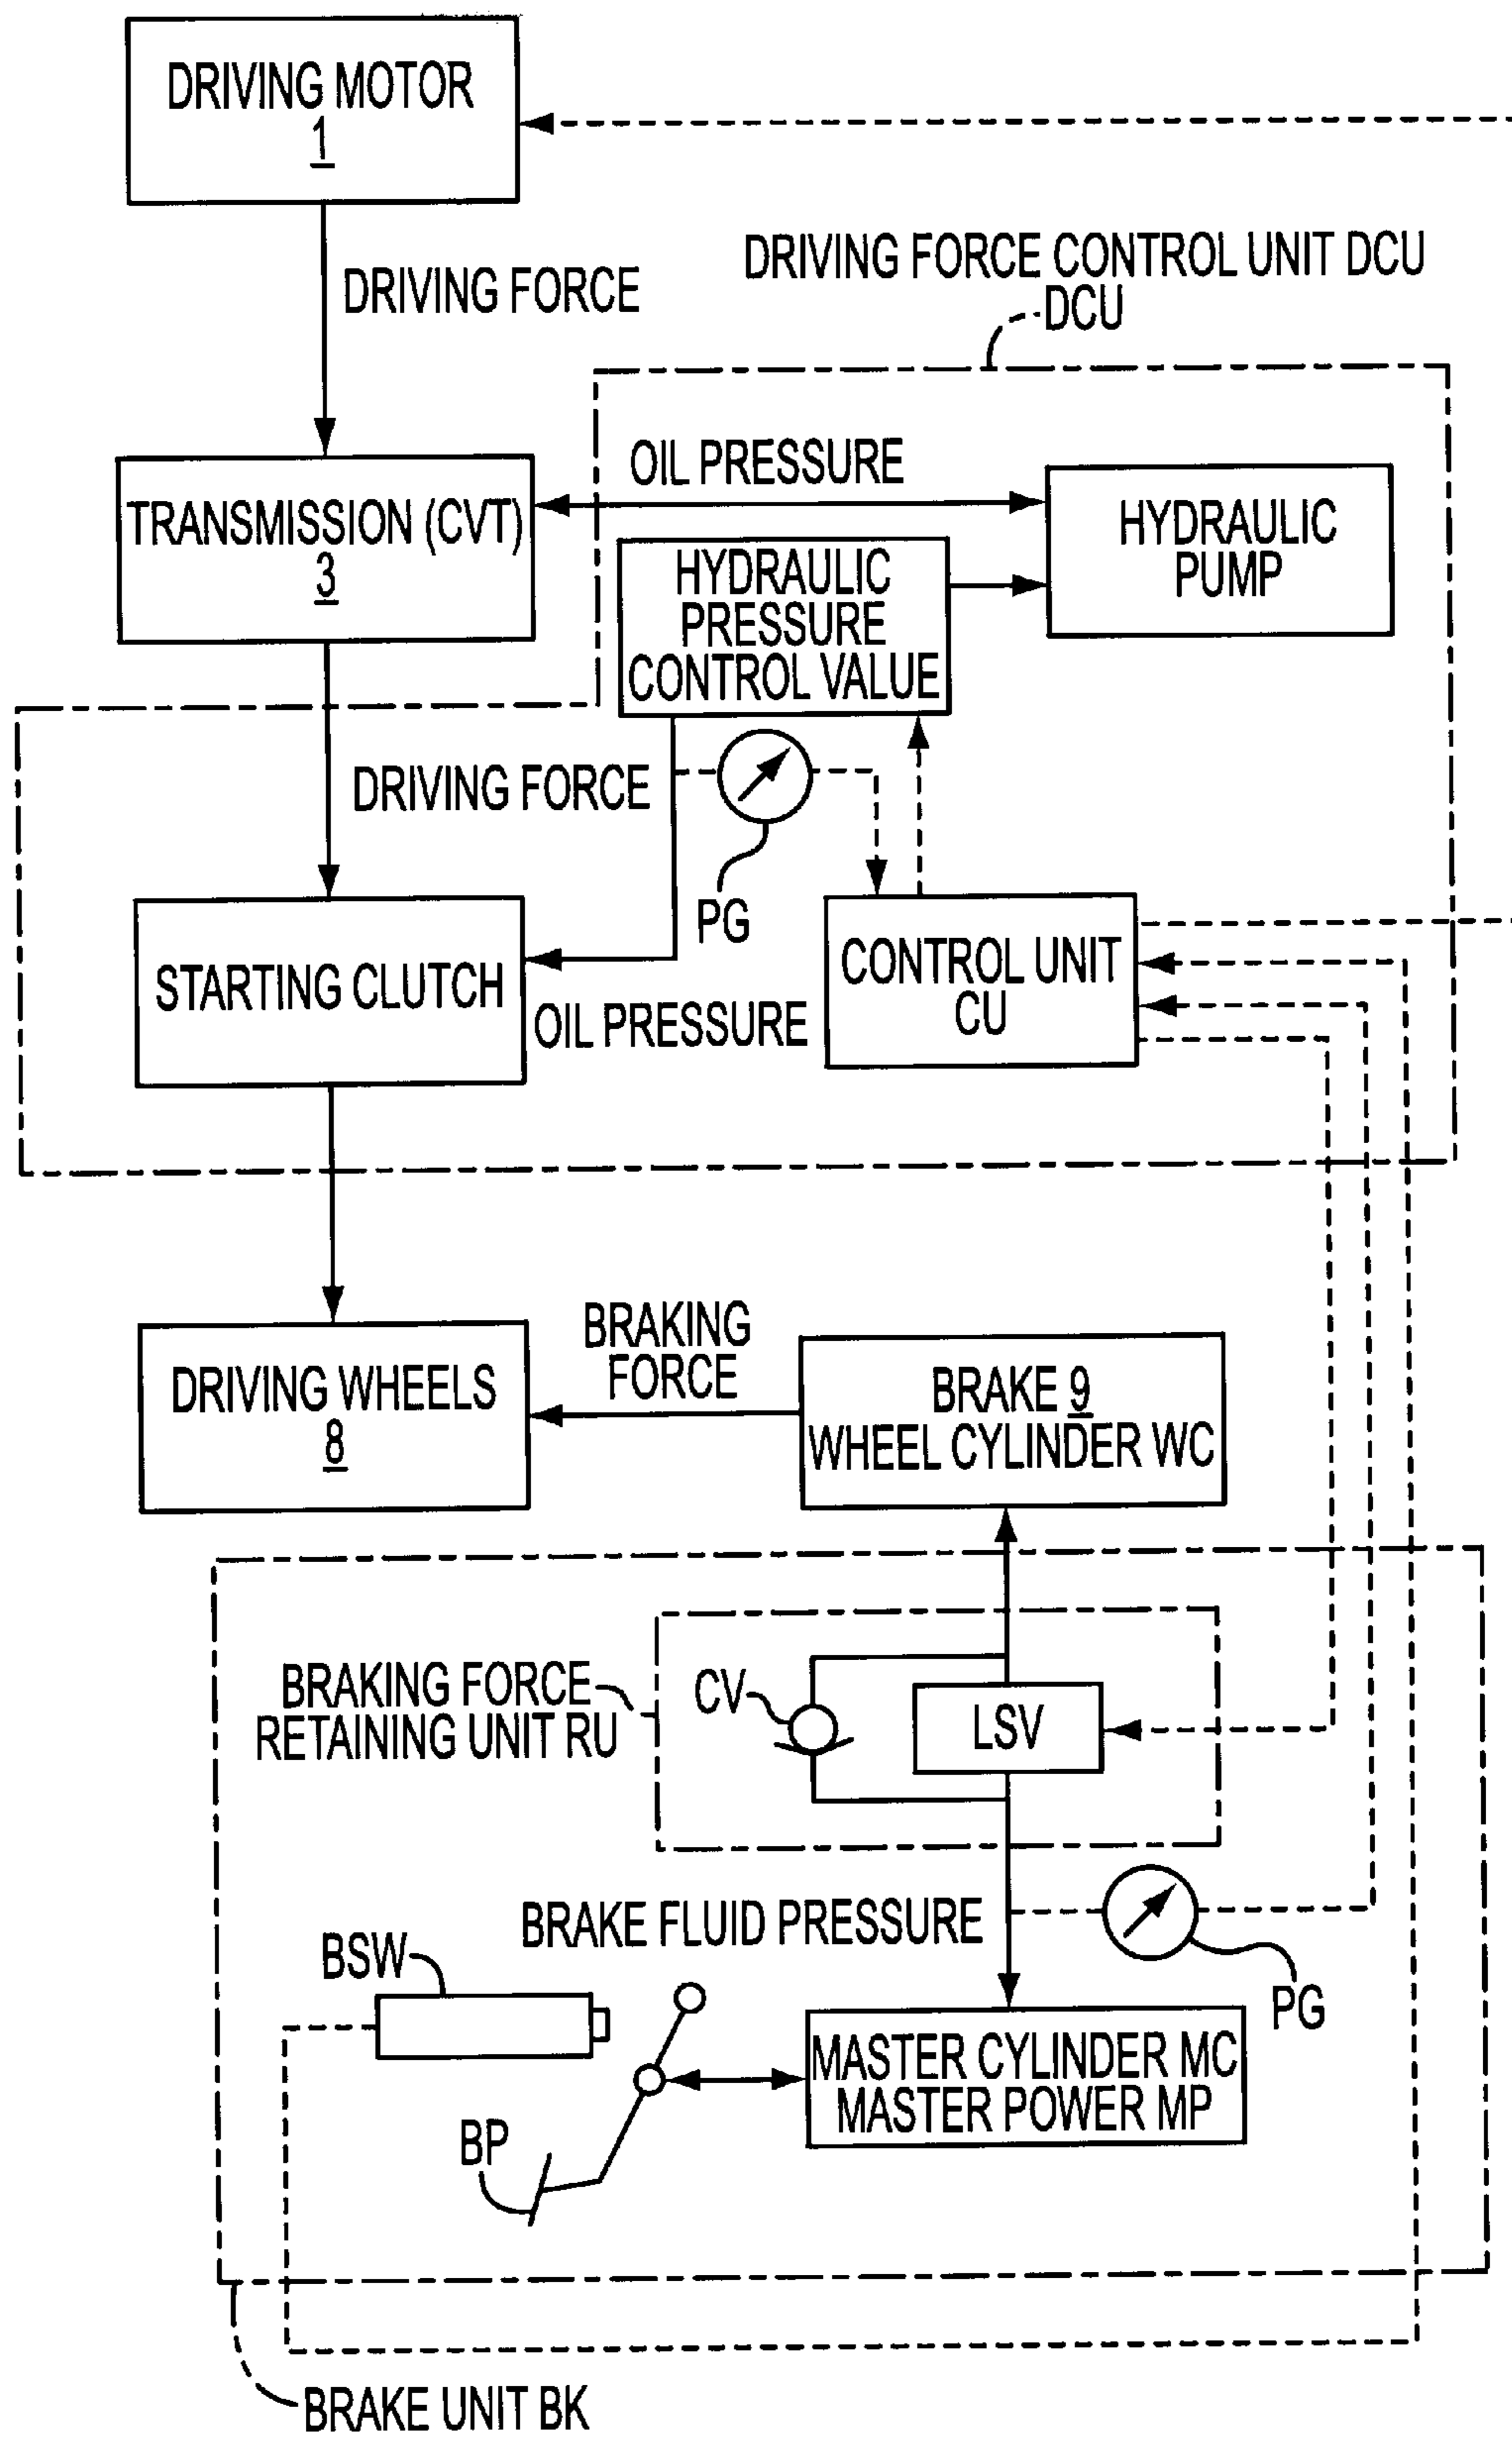 DRIVING MOTOR
1
DRIVING FORCE
DRIVING FORCE CONTROL UNIT DCU
DCU
OIL PRESSURE
TRANSMISSION (CVT)
3
HYDRAULIC
PUMP
HYDRAULIC
PRESSURE
CONTROL VALUE
DRIVING FORCE
PG
STARTING CLUTCH
OIL PRESSURE
CONTROL UNIT
CU
BRAKING
FORCE
DRIVING WHEELS
8
BRAKE 9
WHEEL CYLINDER WC
BRAKING FORCE
RETAINING UNIT RU
CV
LSV
BRAKE FLUID PRESSURE
BSW
PG
MASTER CYLINDER MC
MASTER POWER MP
BP
BRAKE UNIT BK